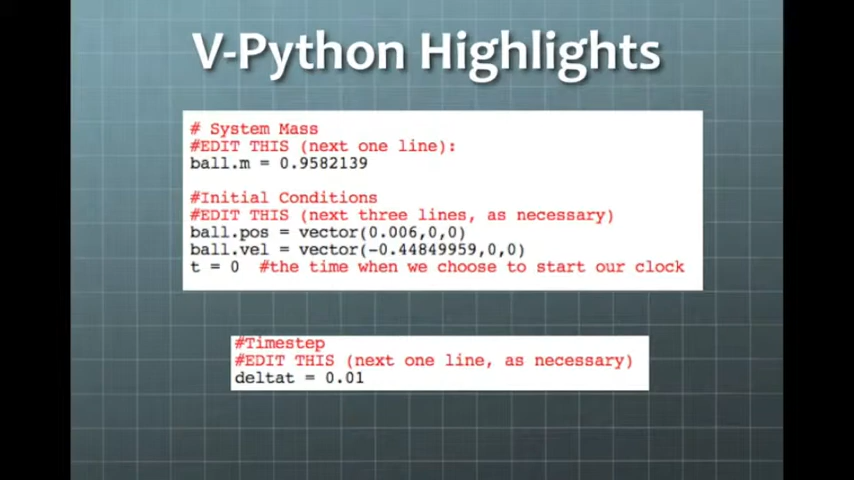 V-Python Highlights
# System Mass
#EDIT THIS (next one line):
ball.m = 0.9582139
#Initial Conditions
#EDIT THIS (next three lines, as necessary)
ball.pos = vector(0.006,0,0)
ball.vel = vector(-0.44849959,0,0)
t = 0  #the time when we choose to start our clock
#Timestep
#EDIT THIS (next one line, as necessary)
deltat = 0.01